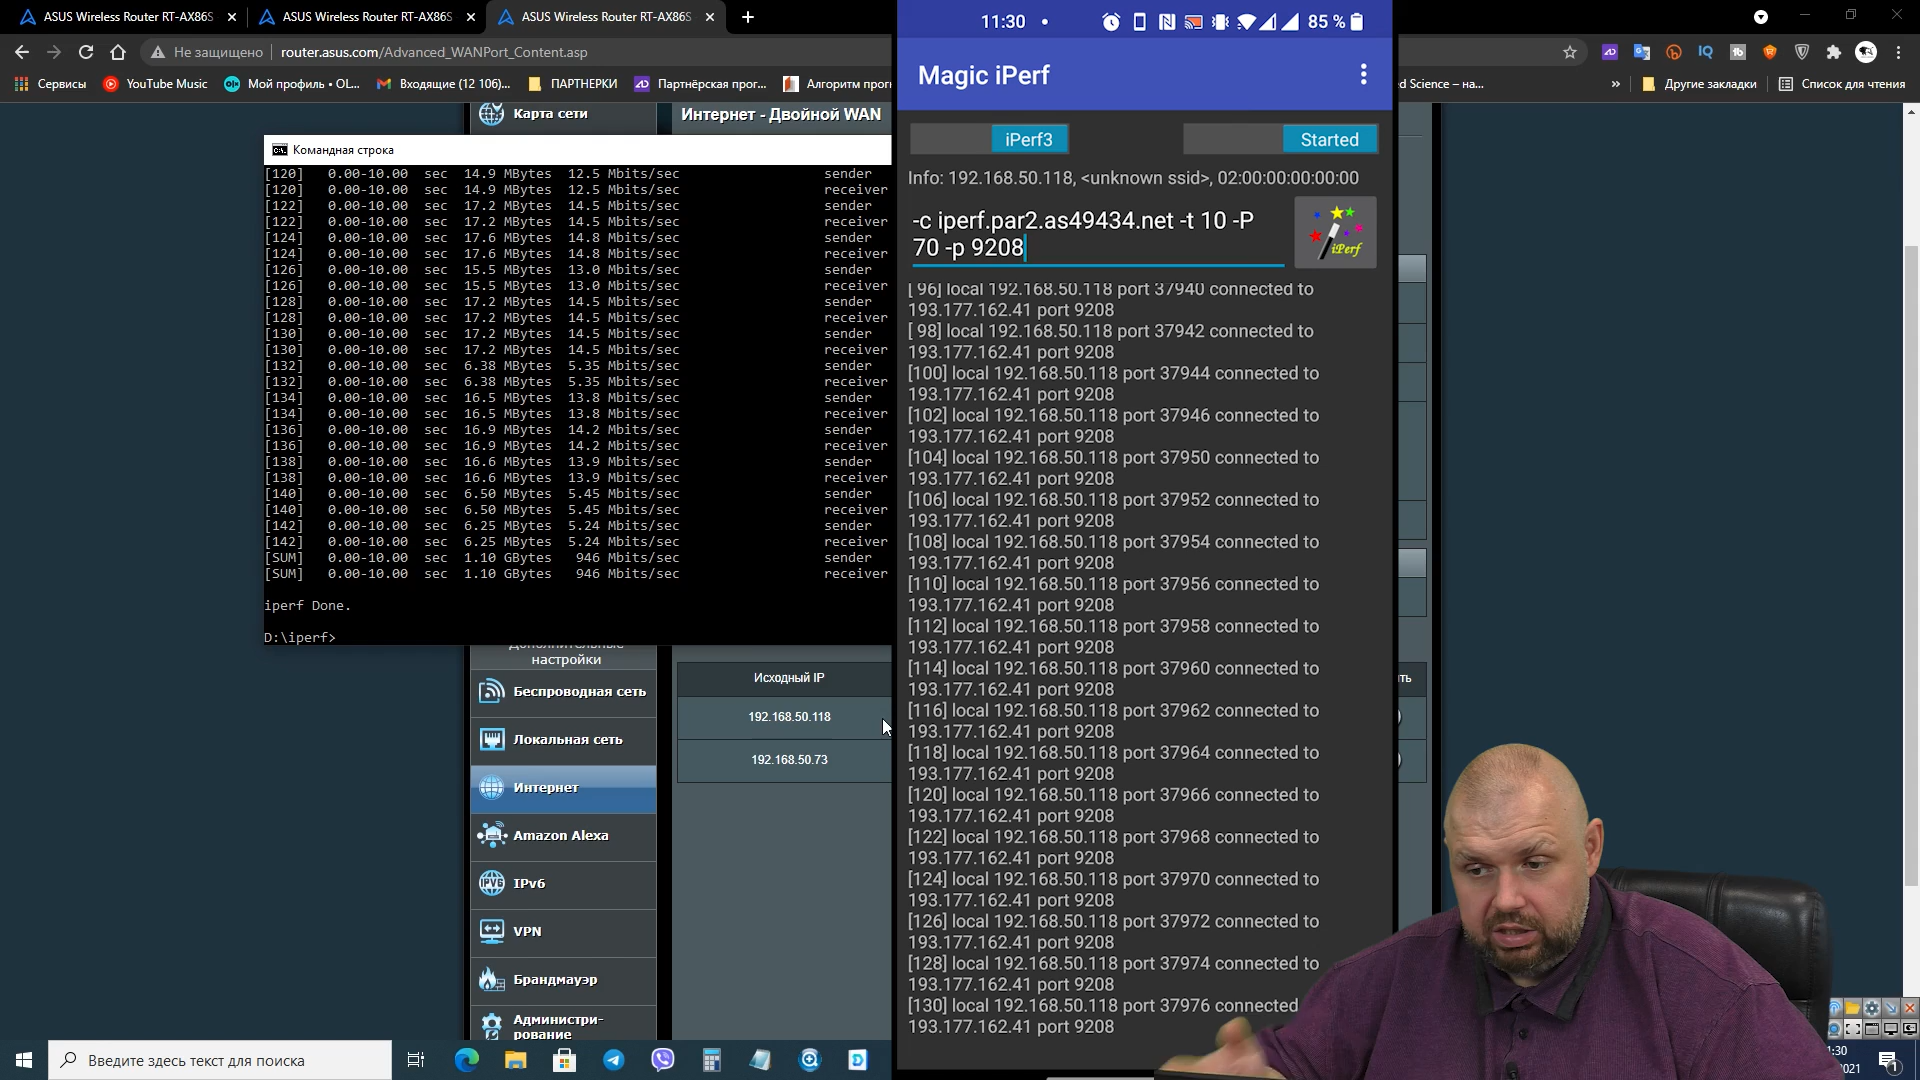 ASUS Wireless Router RT-AX86S
ASUS Wireless Router RT-AX86S
ASUS Wireless Router RT-AX86S
Не защищено
router.asus.com/Advanced_WANPort_Content.asp
Сервисы
YouTube Music
Мой профиль • OL...
Входящие (12 106)...
ПАРТНЕРКИ
Партнёрская прог...
Алгоритм прог
d Science – на...
»
Другие закладки
Список для чтения
Карта сети
Интернет - Двойной WAN
Командная строка
[120] 0.00-10.00 sec 14.9 MBytes 12.5 Mbits/sec sender
[120] 0.00-10.00 sec 14.9 MBytes 12.5 Mbits/sec receiver
[122] 0.00-10.00 sec 17.2 MBytes 14.5 Mbits/sec sender
[122] 0.00-10.00 sec 17.2 MBytes 14.5 Mbits/sec receiver
[124] 0.00-10.00 sec 17.6 MBytes 14.8 Mbits/sec sender
[124] 0.00-10.00 sec 17.6 MBytes 14.8 Mbits/sec receiver
[126] 0.00-10.00 sec 15.5 MBytes 13.0 Mbits/sec sender
[126] 0.00-10.00 sec 15.5 MBytes 13.0 Mbits/sec receiver
[128] 0.00-10.00 sec 17.2 MBytes 14.5 Mbits/sec sender
[128] 0.00-10.00 sec 17.2 MBytes 14.5 Mbits/sec receiver
[130] 0.00-10.00 sec 17.2 MBytes 14.5 Mbits/sec sender
[130] 0.00-10.00 sec 17.2 MBytes 14.5 Mbits/sec receiver
[132] 0.00-10.00 sec 6.38 MBytes 5.35 Mbits/sec sender
[132] 0.00-10.00 sec 6.38 MBytes 5.35 Mbits/sec receiver
[134] 0.00-10.00 sec 16.5 MBytes 13.8 Mbits/sec sender
[134] 0.00-10.00 sec 16.5 MBytes 13.8 Mbits/sec receiver
[136] 0.00-10.00 sec 16.9 MBytes 14.2 Mbits/sec sender
[136] 0.00-10.00 sec 16.9 MBytes 14.2 Mbits/sec receiver
[138] 0.00-10.00 sec 16.6 MBytes 13.9 Mbits/sec sender
[138] 0.00-10.00 sec 16.6 MBytes 13.9 Mbits/sec receiver
[140] 0.00-10.00 sec 6.50 MBytes 5.45 Mbits/sec sender
[140] 0.00-10.00 sec 6.50 MBytes 5.45 Mbits/sec receiver
[142] 0.00-10.00 sec 6.25 MBytes 5.24 Mbits/sec sender
[142] 0.00-10.00 sec 6.25 MBytes 5.24 Mbits/sec receiver
[SUM] 0.00-10.00 sec 1.10 GBytes 946 Mbits/sec sender
[SUM] 0.00-10.00 sec 1.10 GBytes 946 Mbits/sec receiver
iperf Done.
D:\iperf>
Дополнительные
настройки
Беспроводная сеть
Локальная сеть
Интернет
Amazon Alexa
IPv6
VPN
Брандмауэр
Администри-
рование
Исходный IP
192.168.50.118
192.168.50.73
ть
11:30 •
85 %
Magic iPerf
iPerf3
Started
Info: 192.168.50.118, <unknown ssid>, 02:00:00:00:00:00
-c iperf.par2.as49434.net -t 10 -P
70 -p 9208
iPerf
[ 96] local 192.168.50.118 port 37940 connected to
193.177.162.41 port 9208
[ 98] local 192.168.50.118 port 37942 connected to
193.177.162.41 port 9208
[100] local 192.168.50.118 port 37944 connected to
193.177.162.41 port 9208
[102] local 192.168.50.118 port 37946 connected to
193.177.162.41 port 9208
[104] local 192.168.50.118 port 37950 connected to
193.177.162.41 port 9208
[106] local 192.168.50.118 port 37952 connected to
193.177.162.41 port 9208
[108] local 192.168.50.118 port 37954 connected to
193.177.162.41 port 9208
[110] local 192.168.50.118 port 37956 connected to
193.177.162.41 port 9208
[112] local 192.168.50.118 port 37958 connected to
193.177.162.41 port 9208
[114] local 192.168.50.118 port 37960 connected to
193.177.162.41 port 9208
[116] local 192.168.50.118 port 37962 connected to
193.177.162.41 port 9208
[118] local 192.168.50.118 port 37964 connected to
193.177.162.41 port 9208
[120] local 192.168.50.118 port 37966 connected to
193.177.162.41 port 9208
[122] local 192.168.50.118 port 37968 connected to
193.177.162.41 port 9208
[124] local 192.168.50.118 port 37970 connected to
193.177.162.41 port 9208
[126] local 192.168.50.118 port 37972 connected to
193.177.162.41 port 9208
[128] local 192.168.50.118 port 37974 connected to
193.177.162.41 port 9208
[130] local 192.168.50.118 port 37976 connected
193.177.162.41 port 9208
Введите здесь текст для поиска
:30
2021
1